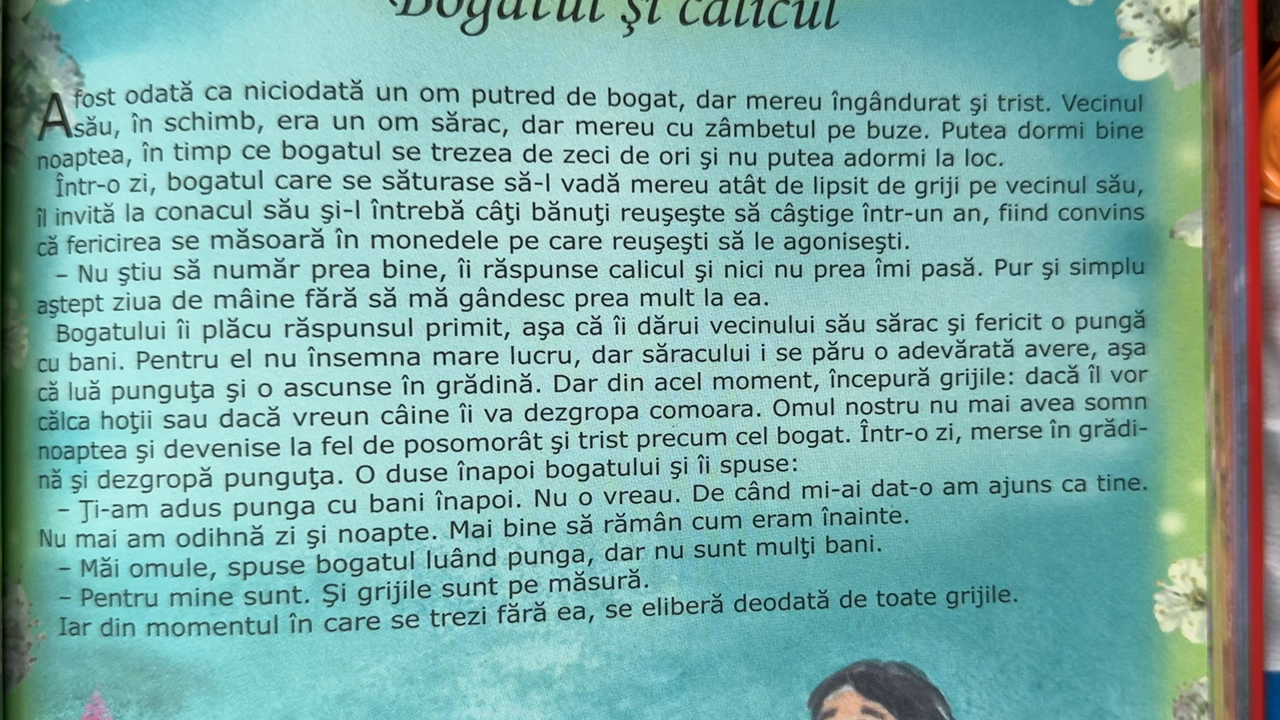 Bogatul şi calicul
A fost odată ca niciodată un om putred de bogat, dar mereu îngândurat şi trist. Vecinul
său, în schimb, era un om sărac, dar mereu cu zâmbetul pe buze. Putea dormi bine
noaptea, în timp ce bogatul se trezea de zeci de ori şi nu putea adormi la loc.
Într-o zi, bogatul care se săturase să-l vadă mereu atât de lipsit de griji pe vecinul său,
îl invită la conacul său şi-l întrebă câţi bănuţi reuşeşte să câştige într-un an, fiind convins
că fericirea se măsoară în monedele pe care reuşeşti să le agoniseşti.
– Nu ştiu să număr prea bine, îi răspunse calicul şi nici nu prea îmi pasă. Pur şi simplu
aştept ziua de mâine fără să mă gândesc prea mult la ea.
Bogatului îi plăcu răspunsul primit, aşa că îi dărui vecinului său sărac şi fericit o pungă
cu bani. Pentru el nu însemna mare lucru, dar săracului i se păru o adevărată avere, aşa
că luă punguţa şi o ascunse în grădină. Dar din acel moment, începură grijile: dacă îl vor
călca hoţii sau dacă vreun câine îi va dezgropa comoara. Omul nostru nu mai avea somn
noaptea şi devenise la fel de posomorât şi trist precum cel bogat. Într-o zi, merse în grădi-
nă şi dezgropă punguţa. O duse înapoi bogatului şi îi spuse:
– Ţi-am adus punga cu bani înapoi. Nu o vreau. De când mi-ai dat-o am ajuns ca tine.
Nu mai am odihnă zi şi noapte. Mai bine să rămân cum eram înainte.
– Măi omule, spuse bogatul luând punga, dar nu sunt mulţi bani.
– Pentru mine sunt. Şi grijile sunt pe măsură.
Iar din momentul în care se trezi fără ea, se eliberă deodată de toate grijile.